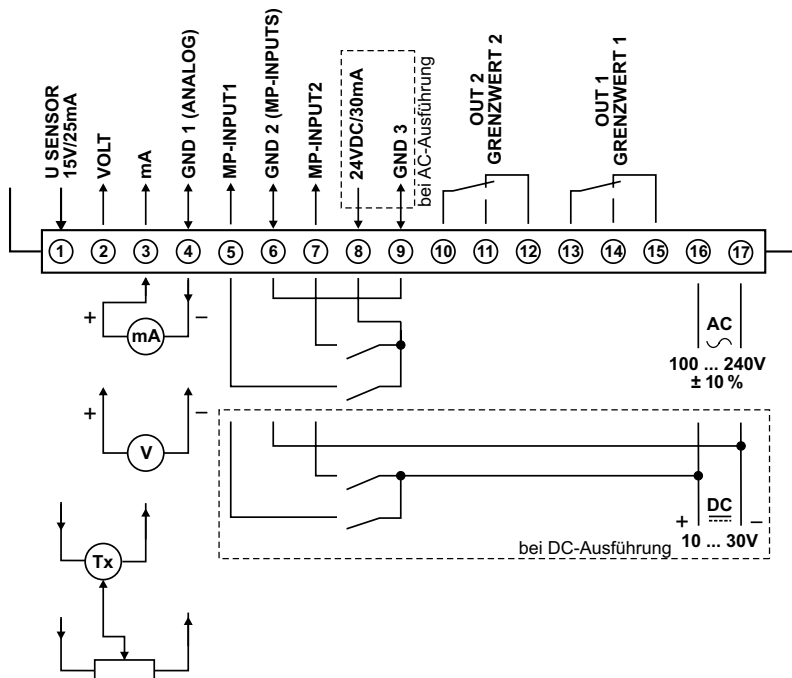 U SENSOR
15V/25mA
VOLT
mA
GND 1 (ANALOG)
MP-INPUT1
GND 2 (MP-INPUTS)
MP-INPUT2
24VDC/30mA
GND 3
bei AC-Ausführung
OUT 2
GRENZWERT 2
OUT 1
GRENZWERT 1
1 2 3 4 5 6 7 8 9 10 11 12 13 14 15 16 17
+ mA –
AC
100 ... 240V
± 10 %
+ V –
DC
+ –
10 ... 30V
bei DC-Ausführung
Tx